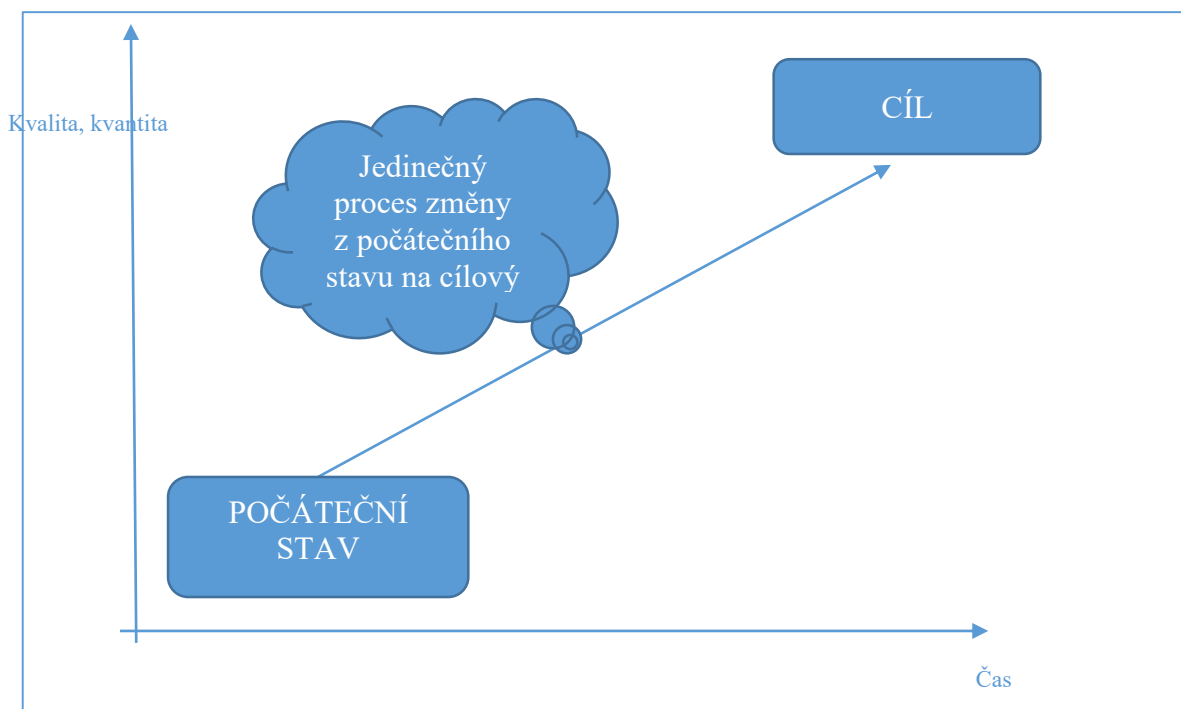 CÍL
Kvalita, kvantita
Jedinečný
proces změny
z počátečního
stavu na cílový
POČÁTEČNÍ
STAV
Čas